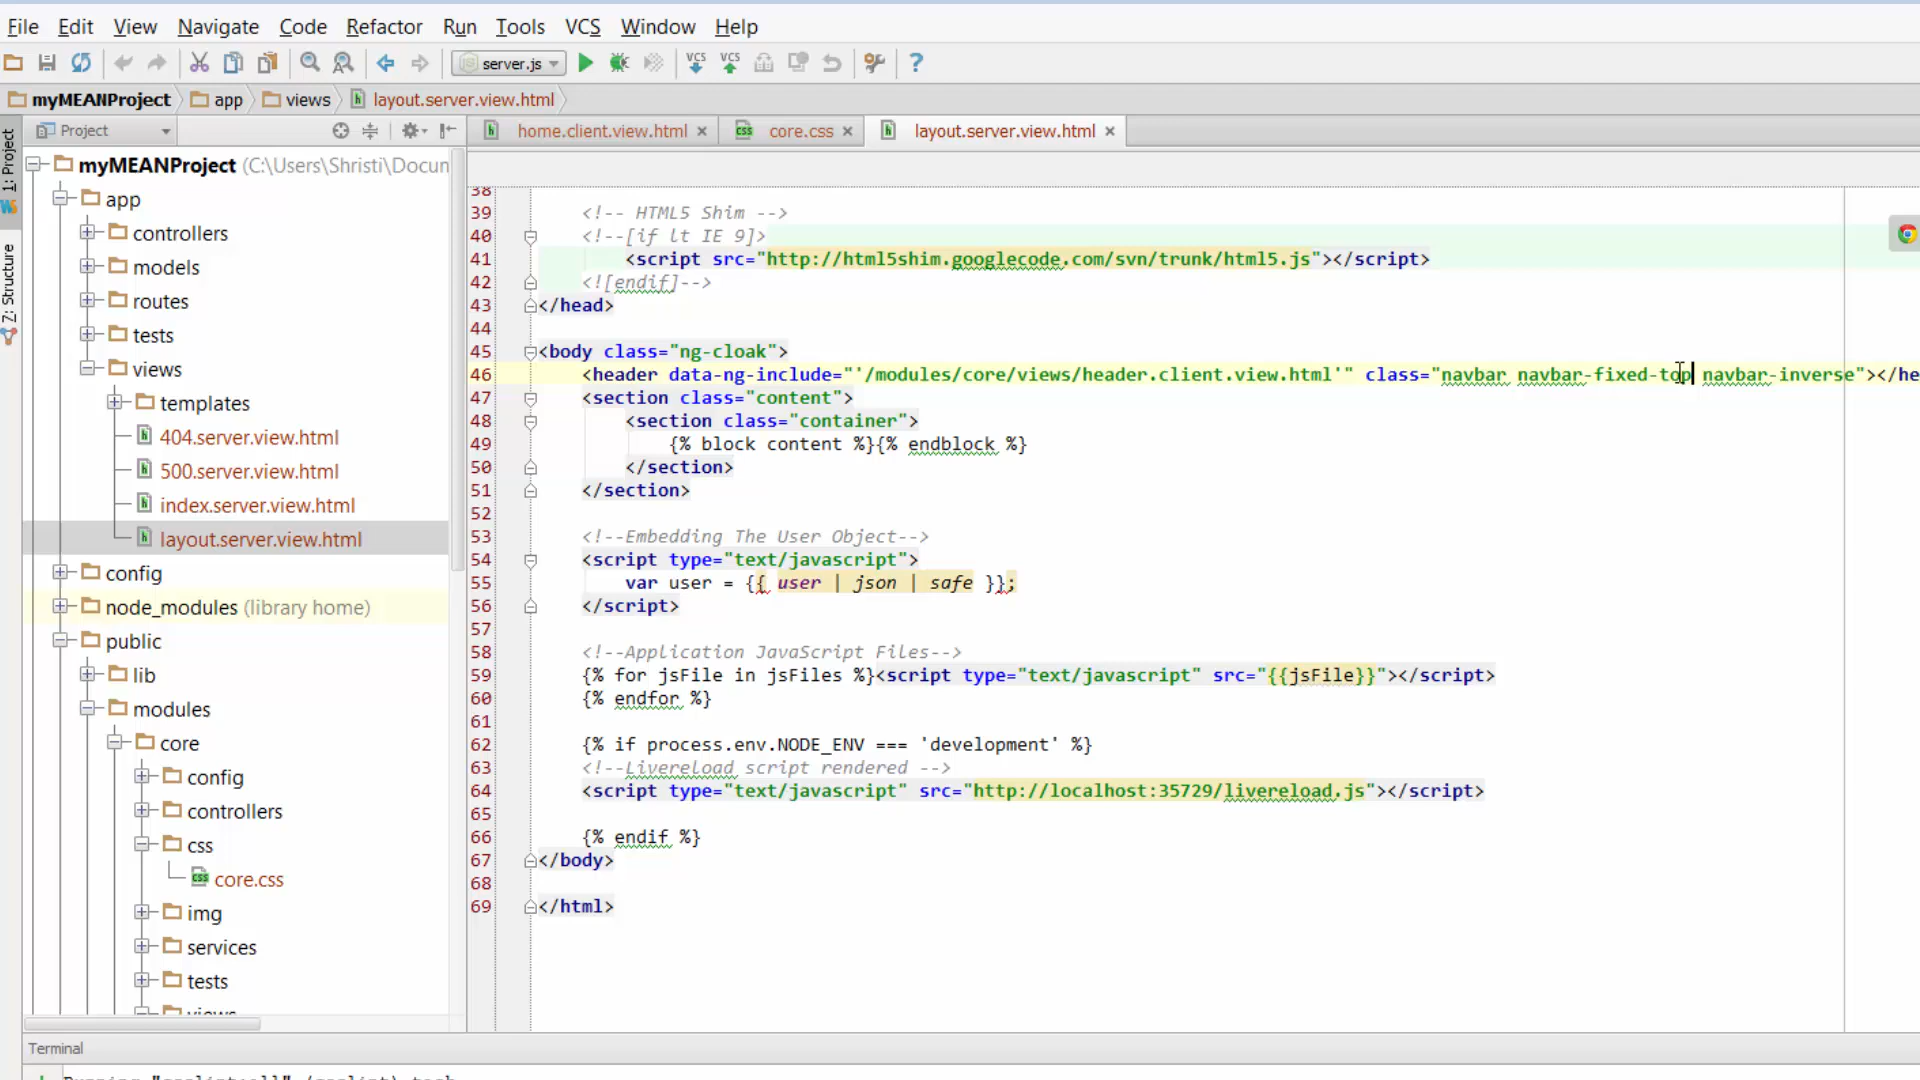 File Edit View Navigate Code Refactor Run Tools VCS Window Help
server.js VCS VCS ?
myMEANProject app views layout.server.view.html
Project home.client.view.html core.css layout.server.view.html
1: Project
7: Structure
myMEANProject (C:\Users\Shristi\Docun
app
controllers
models
routes
tests
views
templates
404.server.view.html
500.server.view.html
index.server.view.html
layout.server.view.html
config
node_modules (library home)
public
lib
modules
core
config
controllers
css
core.css
img
services
tests
views
38
39 <!-- HTML5 Shim -->
40 <!--[if lt IE 9]>
41 <script src="http://html5shim.googlecode.com/svn/trunk/html5.js"></script>
42 <![endif]-->
43 </head>
44
45 <body class="ng-cloak">
46 <header data-ng-include="'/modules/core/views/header.client.view.html'" class="navbar navbar-fixed-top navbar-inverse"></he
47 <section class="content">
48 <section class="container">
49 {% block content %}{% endblock %}
50 </section>
51 </section>
52
53 <!--Embedding The User Object-->
54 <script type="text/javascript">
55 var user = {{ user | json | safe }};
56 </script>
57
58 <!--Application JavaScript Files-->
59 {% for jsFile in jsFiles %}<script type="text/javascript" src="{{jsFile}}"></script>
60 {% endfor %}
61
62 {% if process.env.NODE_ENV === 'development' %}
63 <!--Livereload script rendered -->
64 <script type="text/javascript" src="http://localhost:35729/livereload.js"></script>
65
66 {% endif %}
67 </body>
68
69 </html>
Terminal